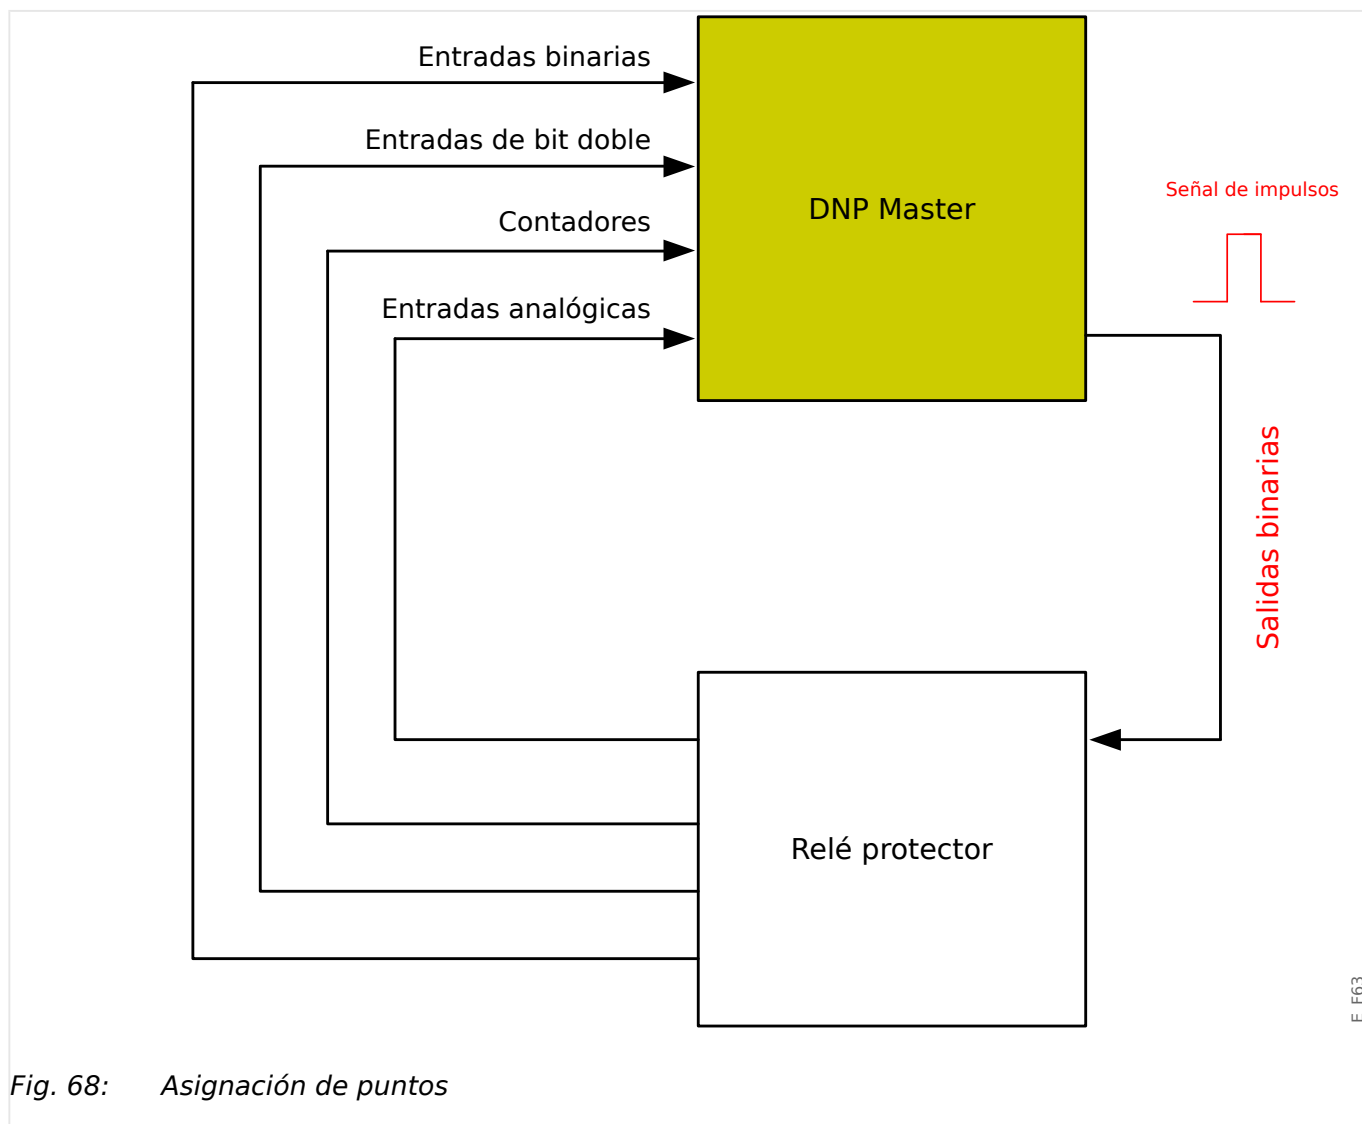 Entradas binarias
Entradas de bit doble
Contadores
Entradas analógicas
DNP Master
Señal de impulsos
Salidas binarias
Relé protector
Fig. 68: Asignación de puntos